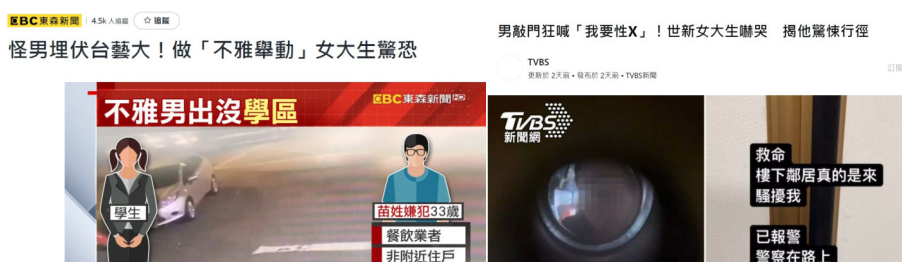 EBC 東森新聞 4.5k 人追蹤 ☆ 追蹤
怪男埋伏台藝大！做「不雅舉動」女大生驚恐
不雅男出沒學區
EBC 東森新聞
學生
苗姓嫌犯33歲
餐飲業者
非附近住戶
男敲門狂喊「我要性X」！世新女大生嚇哭 揭他驚悚行徑
TVBS
更新於 2天前 • 發布於 2天前 • TVBS新聞
訂閱
TVBS
新聞網
救命
樓下鄰居真的是來
騷擾我
已報警
警察在路上